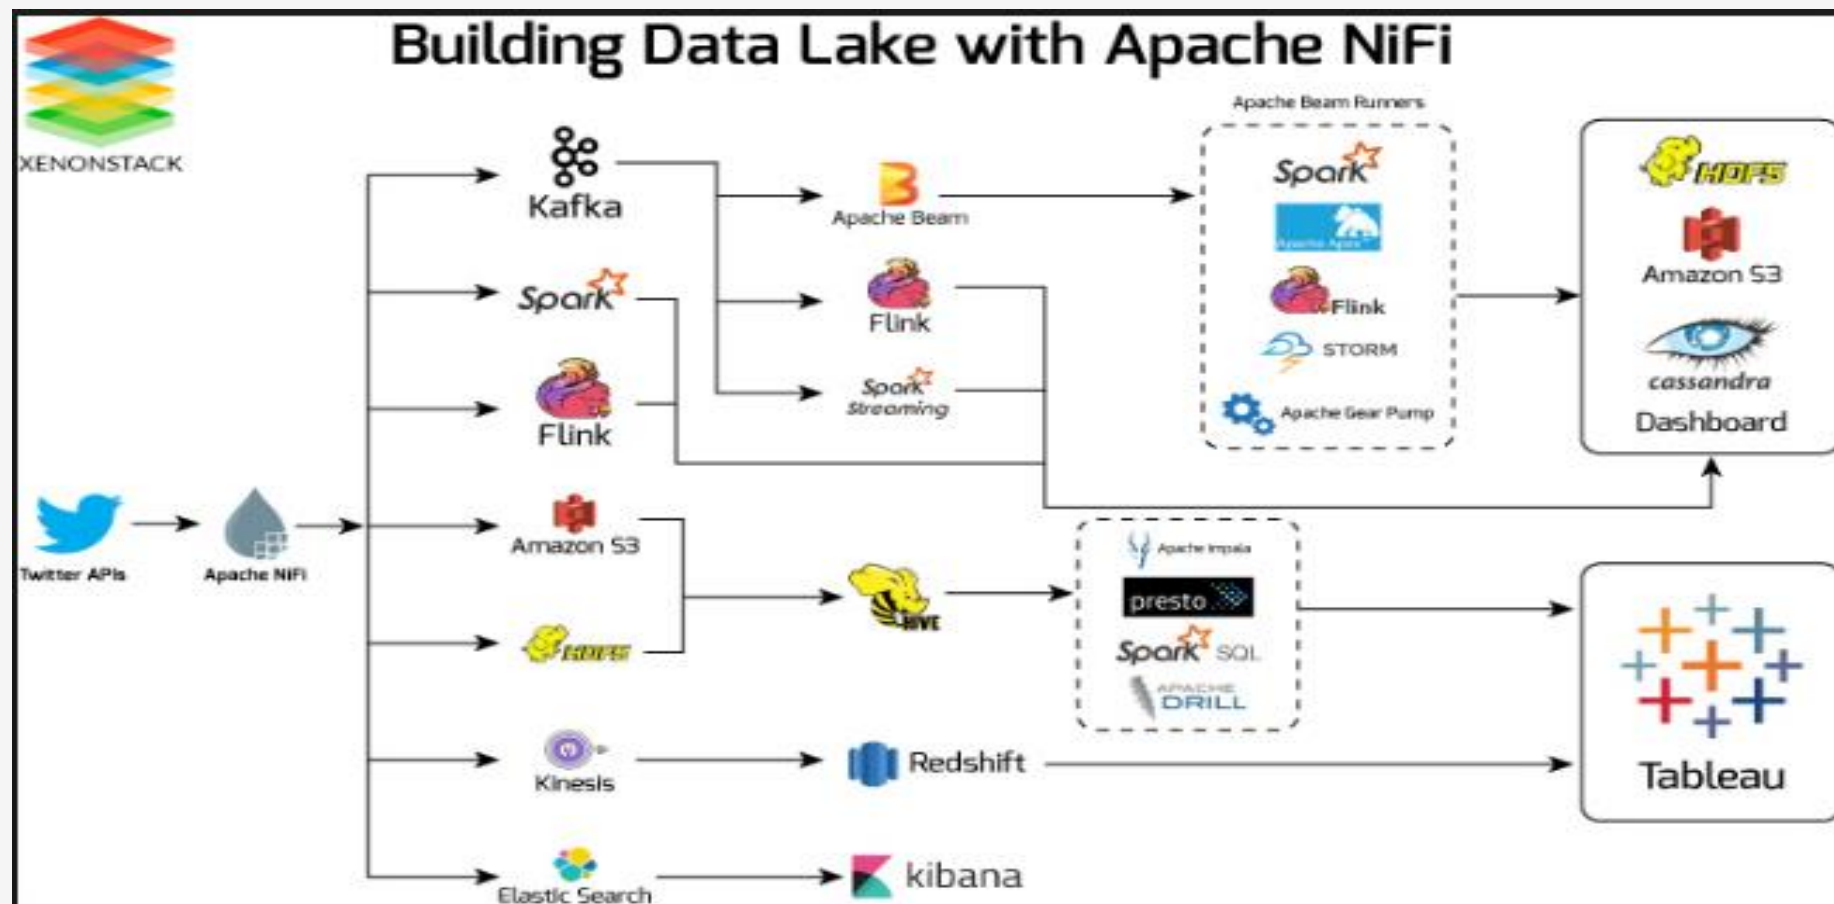 Building Data Lake with Apache NiFi
XENONSTACK
Apache Beam Runners
Kafka
Apache Beam
Spark
Apache Apex
Flink
STORM
Apache Gear Pump
HDFS
Amazon S3
cassandra
Dashboard
Spark
Flink
Flink
Spark
Streaming
Twitter APIs
Apache NiFi
Amazon S3
HDFS
HIVE
Apache Impala
presto
Spark SQL
APACHE
DRILL
Tableau
Kinesis
Redshift
Elastic Search
kibana